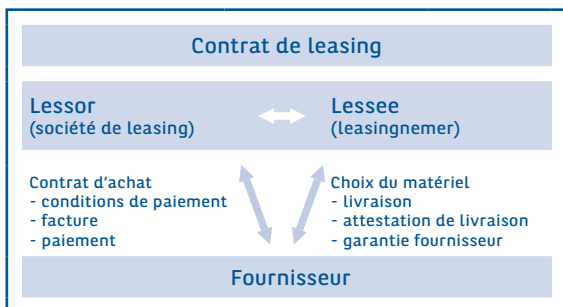 Contrat de leasing
Lessor
(société de leasing)
Lessee
(leasingnemer)
Contrat d'achat
- conditions de paiement
- facture
- paiement
Choix du matériel
- livraison
- attestation de livraison
- garantie fournisseur
Fournisseur